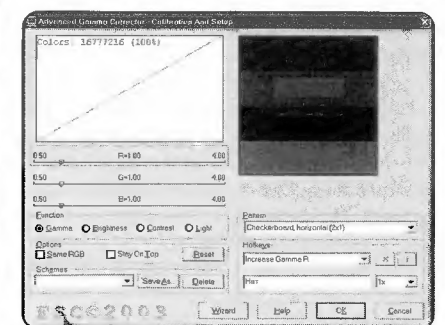 Advanced Gamma Corrector - Calibration And Setup
Colors: 16777216 (100%)
0.50 R=1.00 4.00
0.50 G=1.00 4.00
0.50 B=1.00 4.00
Function
Gamma Brightness Contrast Light
Options
Same RGB Stay On Top Reset
Schemes
Save As Delete
Pattern
Checkerboard, horizontal (2x1)
Hotkeys
Increase Gamma R
x i
Нет 1x
Wizard Help OK Cancel